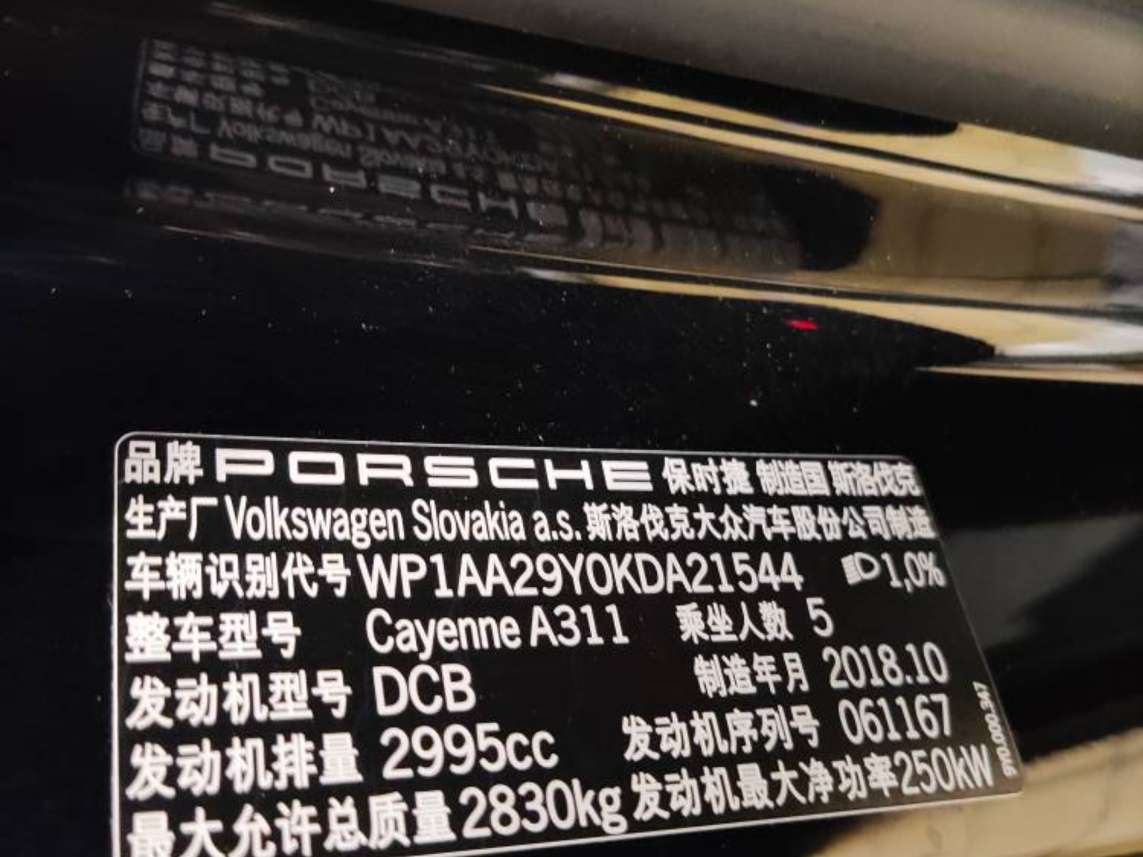 品牌 PORSCHE 保时捷 制造国 斯洛伐克
生产厂 Volkswagen Slovakia a.s. 斯洛伐克大众汽车股份公司制造
车辆识别代号 WP1AA29Y0KDA21544 1,0%
整车型号 Cayenne A311 乘坐人数 5
发动机型号 DCB 制造年月 2018.10
发动机排量 2995cc 发动机序列号 061167
最大允许总质量 2830kg 发动机最大净功率 250kW
9Y0.000.347